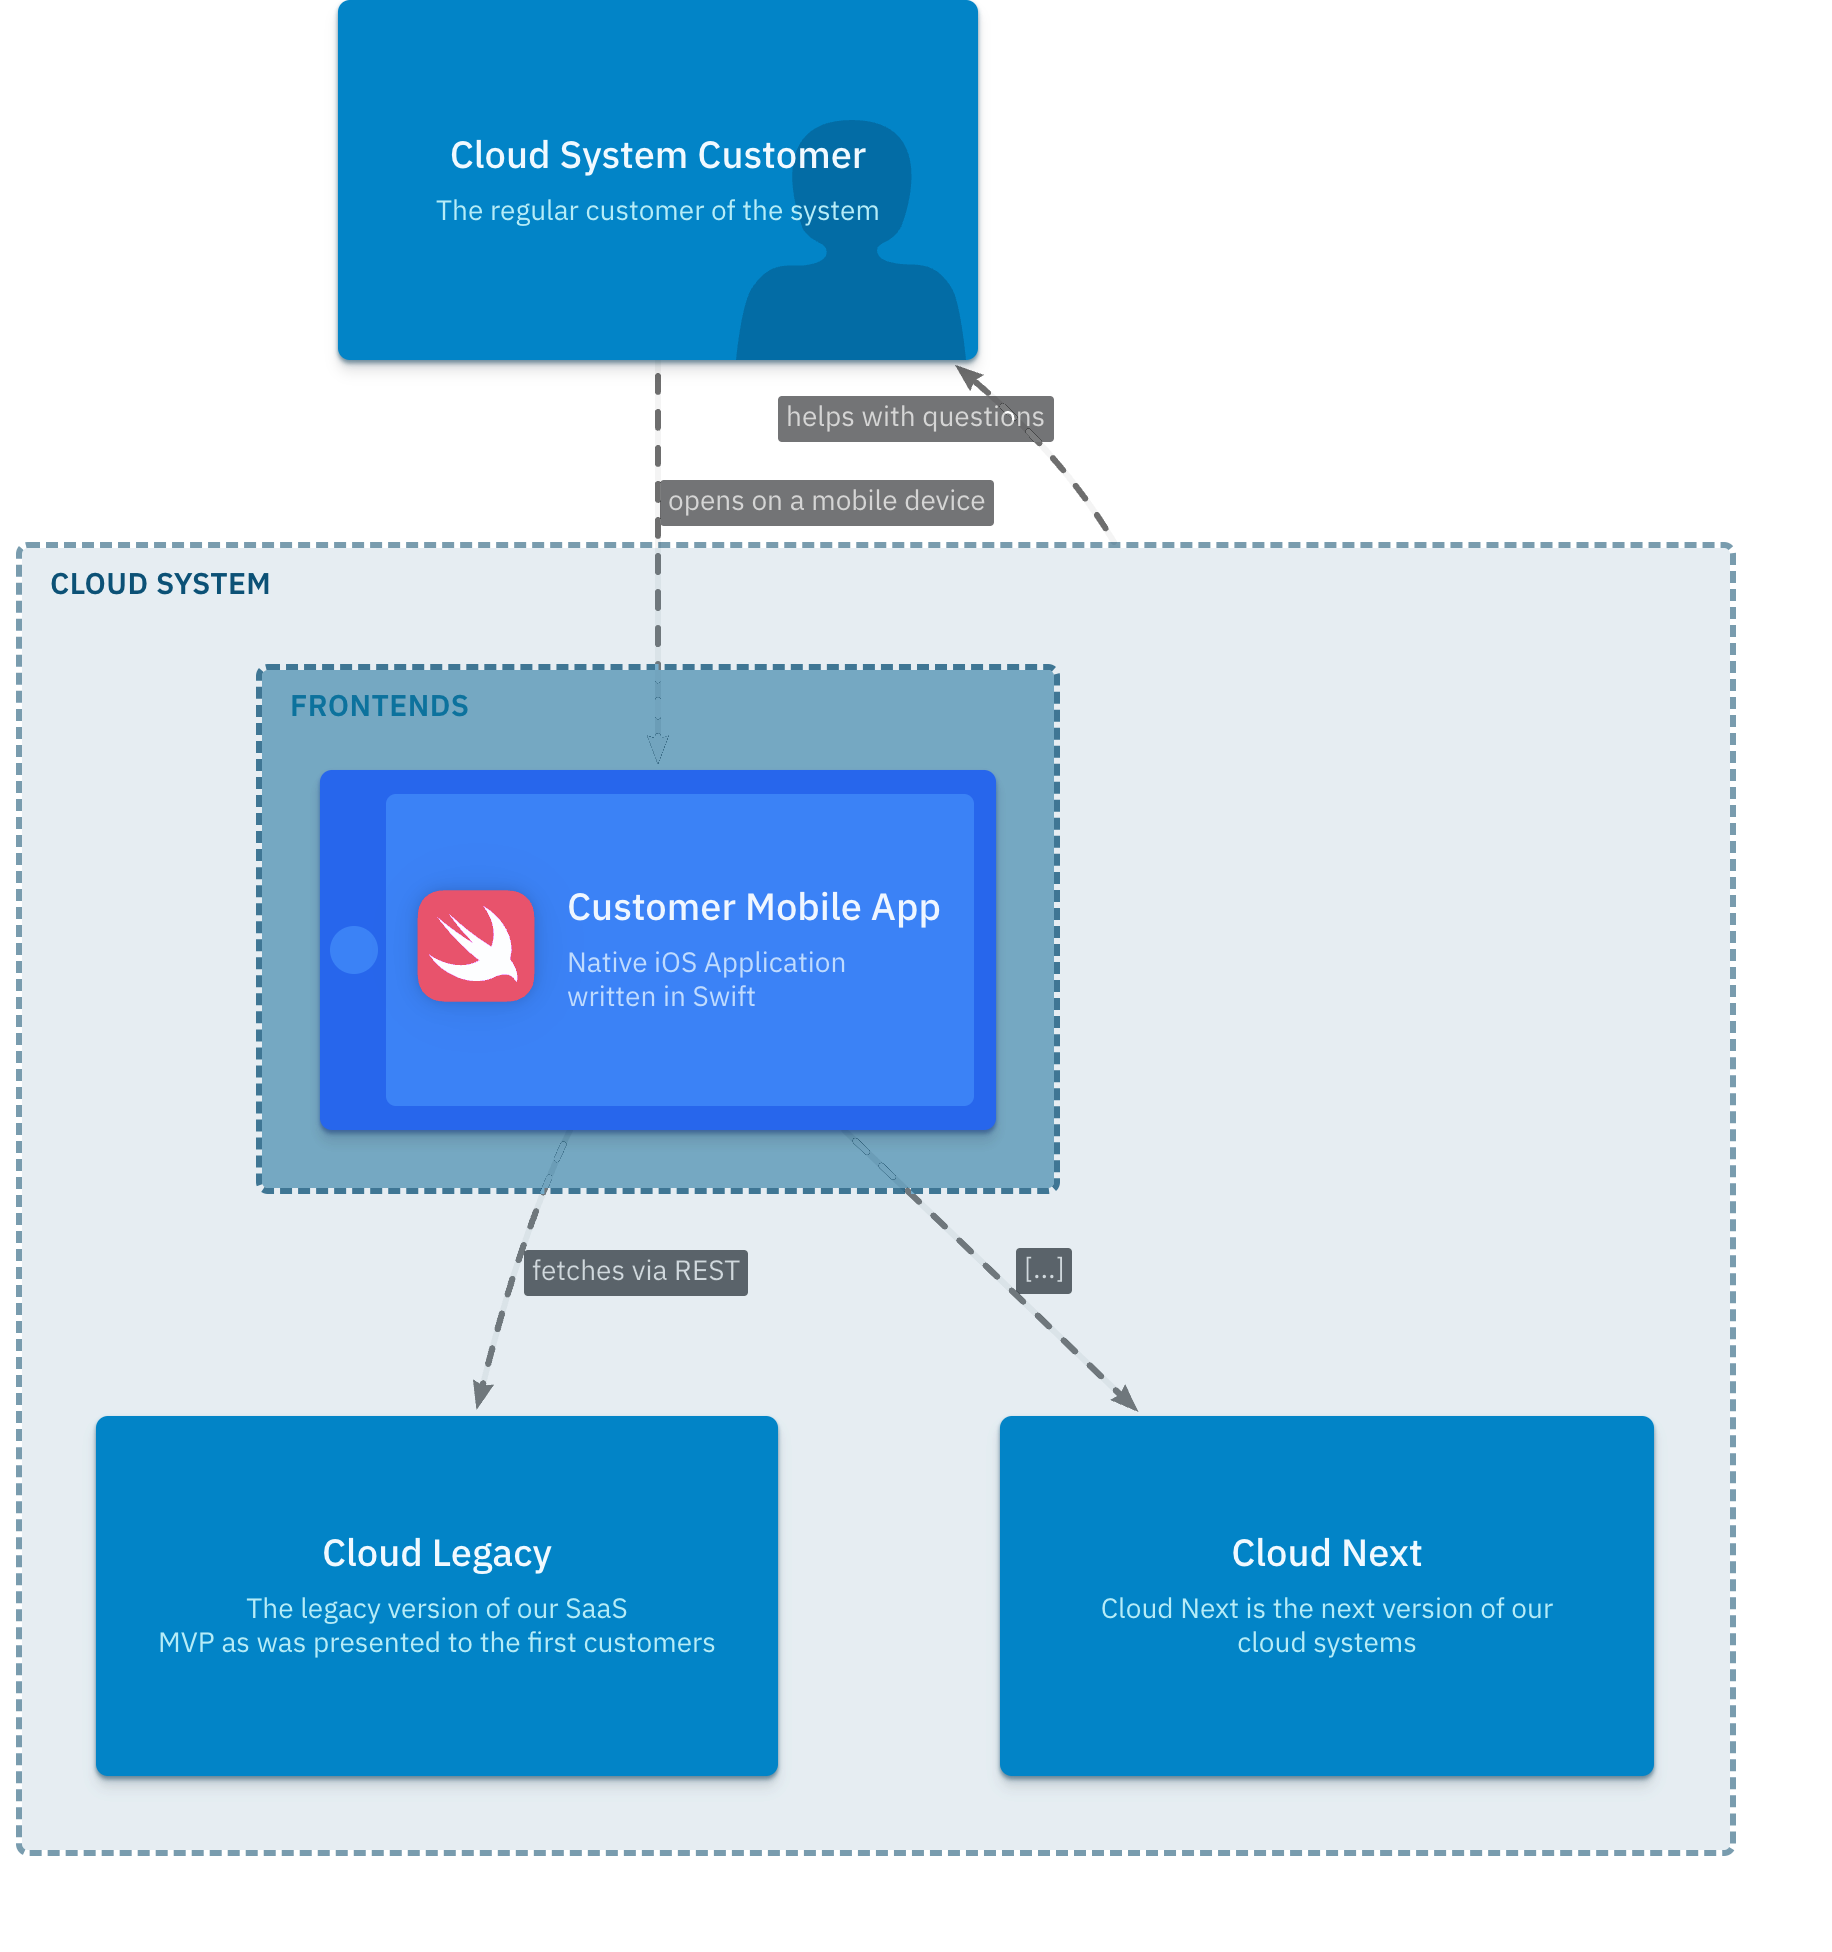 Cloud System Customer
The regular customer of the system
helps with questions
opens on a mobile device
CLOUD SYSTEM
FRONTENDS
Customer Mobile App
Native iOS Application
written in Swift
fetches via REST
[...]
Cloud Legacy
The legacy version of our SaaS
MVP as was presented to the first customers
Cloud Next
Cloud Next is the next version of our
cloud systems